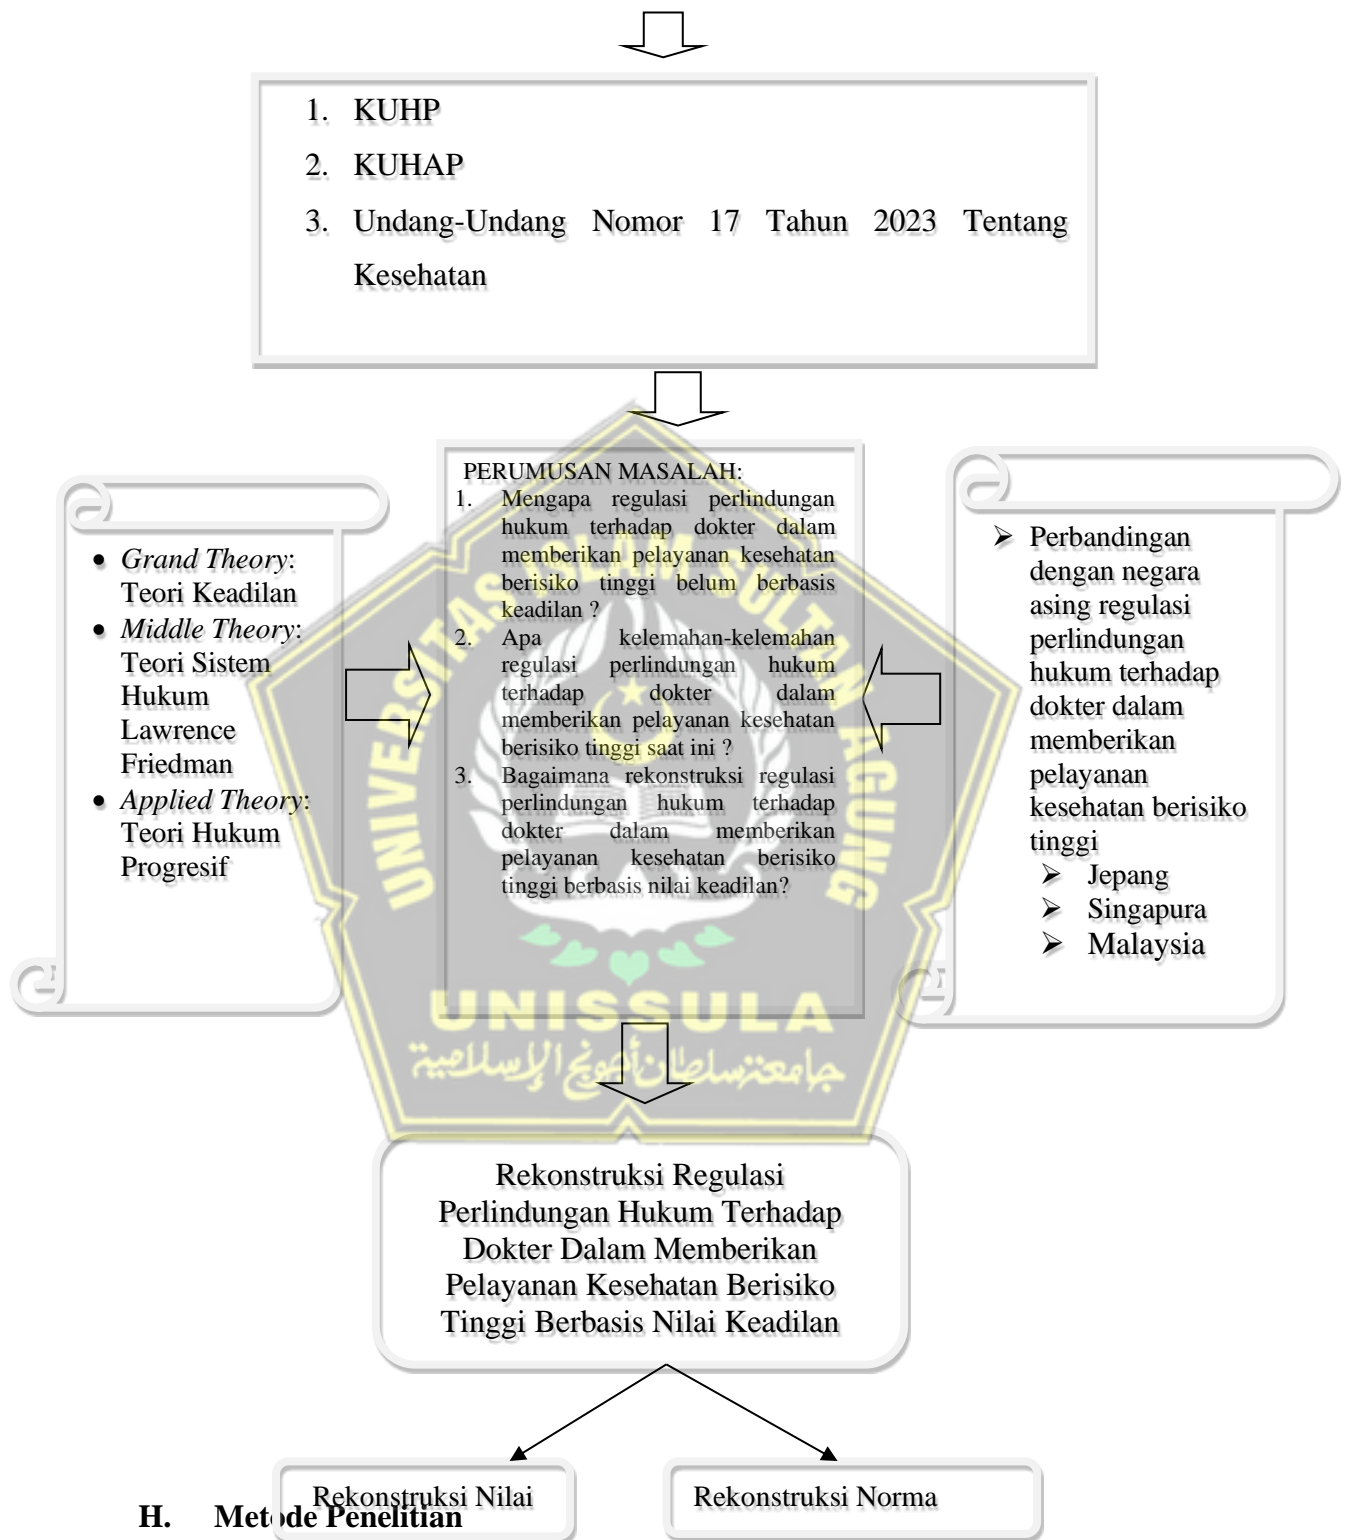 1. KUHP
2. KUHAP
3. Undang-Undang Nomor 17 Tahun 2023 Tentang
Kesehatan
• Grand Theory:
Teori Keadilan
• Middle Theory:
Teori Sistem
Hukum
Lawrence
Friedman
• Applied Theory:
Teori Hukum
Progresif
PERUMUSAN MASALAH:
1. Mengapa regulasi perlindungan
hukum terhadap dokter dalam
memberikan pelayanan kesehatan
berisiko tinggi belum berbasis
keadilan ?
2. Apa kelemahan-kelemahan
regulasi perlindungan hukum
terhadap dokter dalam
memberikan pelayanan kesehatan
berisiko tinggi saat ini ?
3. Bagaimana rekonstruksi regulasi
perlindungan hukum terhadap
dokter dalam memberikan
pelayanan kesehatan berisiko
tinggi berbasis nilai keadilan?
➢ Perbandingan
dengan negara
asing regulasi
perlindungan
hukum terhadap
dokter dalam
memberikan
pelayanan
kesehatan berisiko
tinggi
➢ Jepang
➢ Singapura
➢ Malaysia
UNIVERSITAS ISLAM SULTAN AGUNG
UNISSULA
جامعة سلطان أجونج الإسلامية
Rekonstruksi Regulasi
Perlindungan Hukum Terhadap
Dokter Dalam Memberikan
Pelayanan Kesehatan Berisiko
Tinggi Berbasis Nilai Keadilan
Rekonstruksi Nilai
Rekonstruksi Norma
H. Metode Penelitian